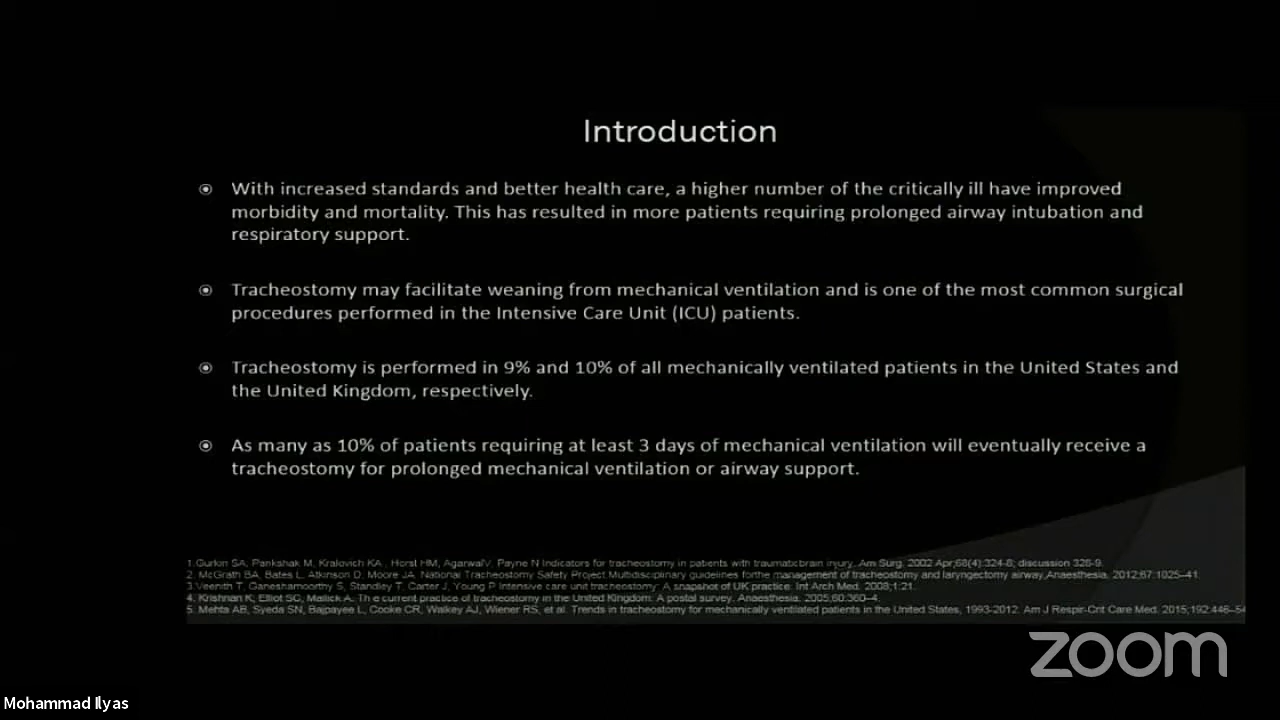 Introduction
With increased standards and better health care, a higher number of the critically ill have improved
morbidity and mortality. This has resulted in more patients requiring prolonged airway intubation and
respiratory support.
Tracheostomy may facilitate weaning from mechanical ventilation and is one of the most common surgical
procedures performed in the Intensive Care Unit (ICU) patients.
Tracheostomy is performed in 9% and 10% of all mechanically ventilated patients in the United States and
the United Kingdom, respectively.
As many as 10% of patients requiring at least 3 days of mechanical ventilation will eventually receive a
tracheostomy for prolonged mechanical ventilation or airway support.
1.Gurkin SA, Parikshak M, Kralovich KA , Horst HM, AgarwalV, Payne N Indicators for tracheostomy in patients with traumaticbrain injury. Am Surg. 2002 Apr;68(4):324-8; discussion 328-9.
2. McGrath BA, Bates L, Atkinson D, Moore JA. National Tracheostomy Safety Project.Multidisciplinary guidelines forthe management of tracheostomy and laryngectomy airway.Anaesthesia. 2012;67:1025–41.
3.Veenith T, Ganeshamoorthy S, Standley T, Carter J, Young P Intensive care unit tracheostomy: A snapshot of UK practice. Int Arch Med. 2008;1:21.
4. Krishnan K, Elliot SC, Mallick A. The current practice of tracheostomy in the United Kingdom: A postal survey. Anaesthesia. 2005;60:360–4.
5. Mehta AB, Syeda SN, Bajpayee L, Cooke CR, Walkey AJ, Wiener RS, et al. Trends in tracheostomy for mechanically ventilated patients in the United States, 1993-2012. Am J Respir-Crit Care Med. 2015;192:446–54
zoom
Mohammad Ilyas